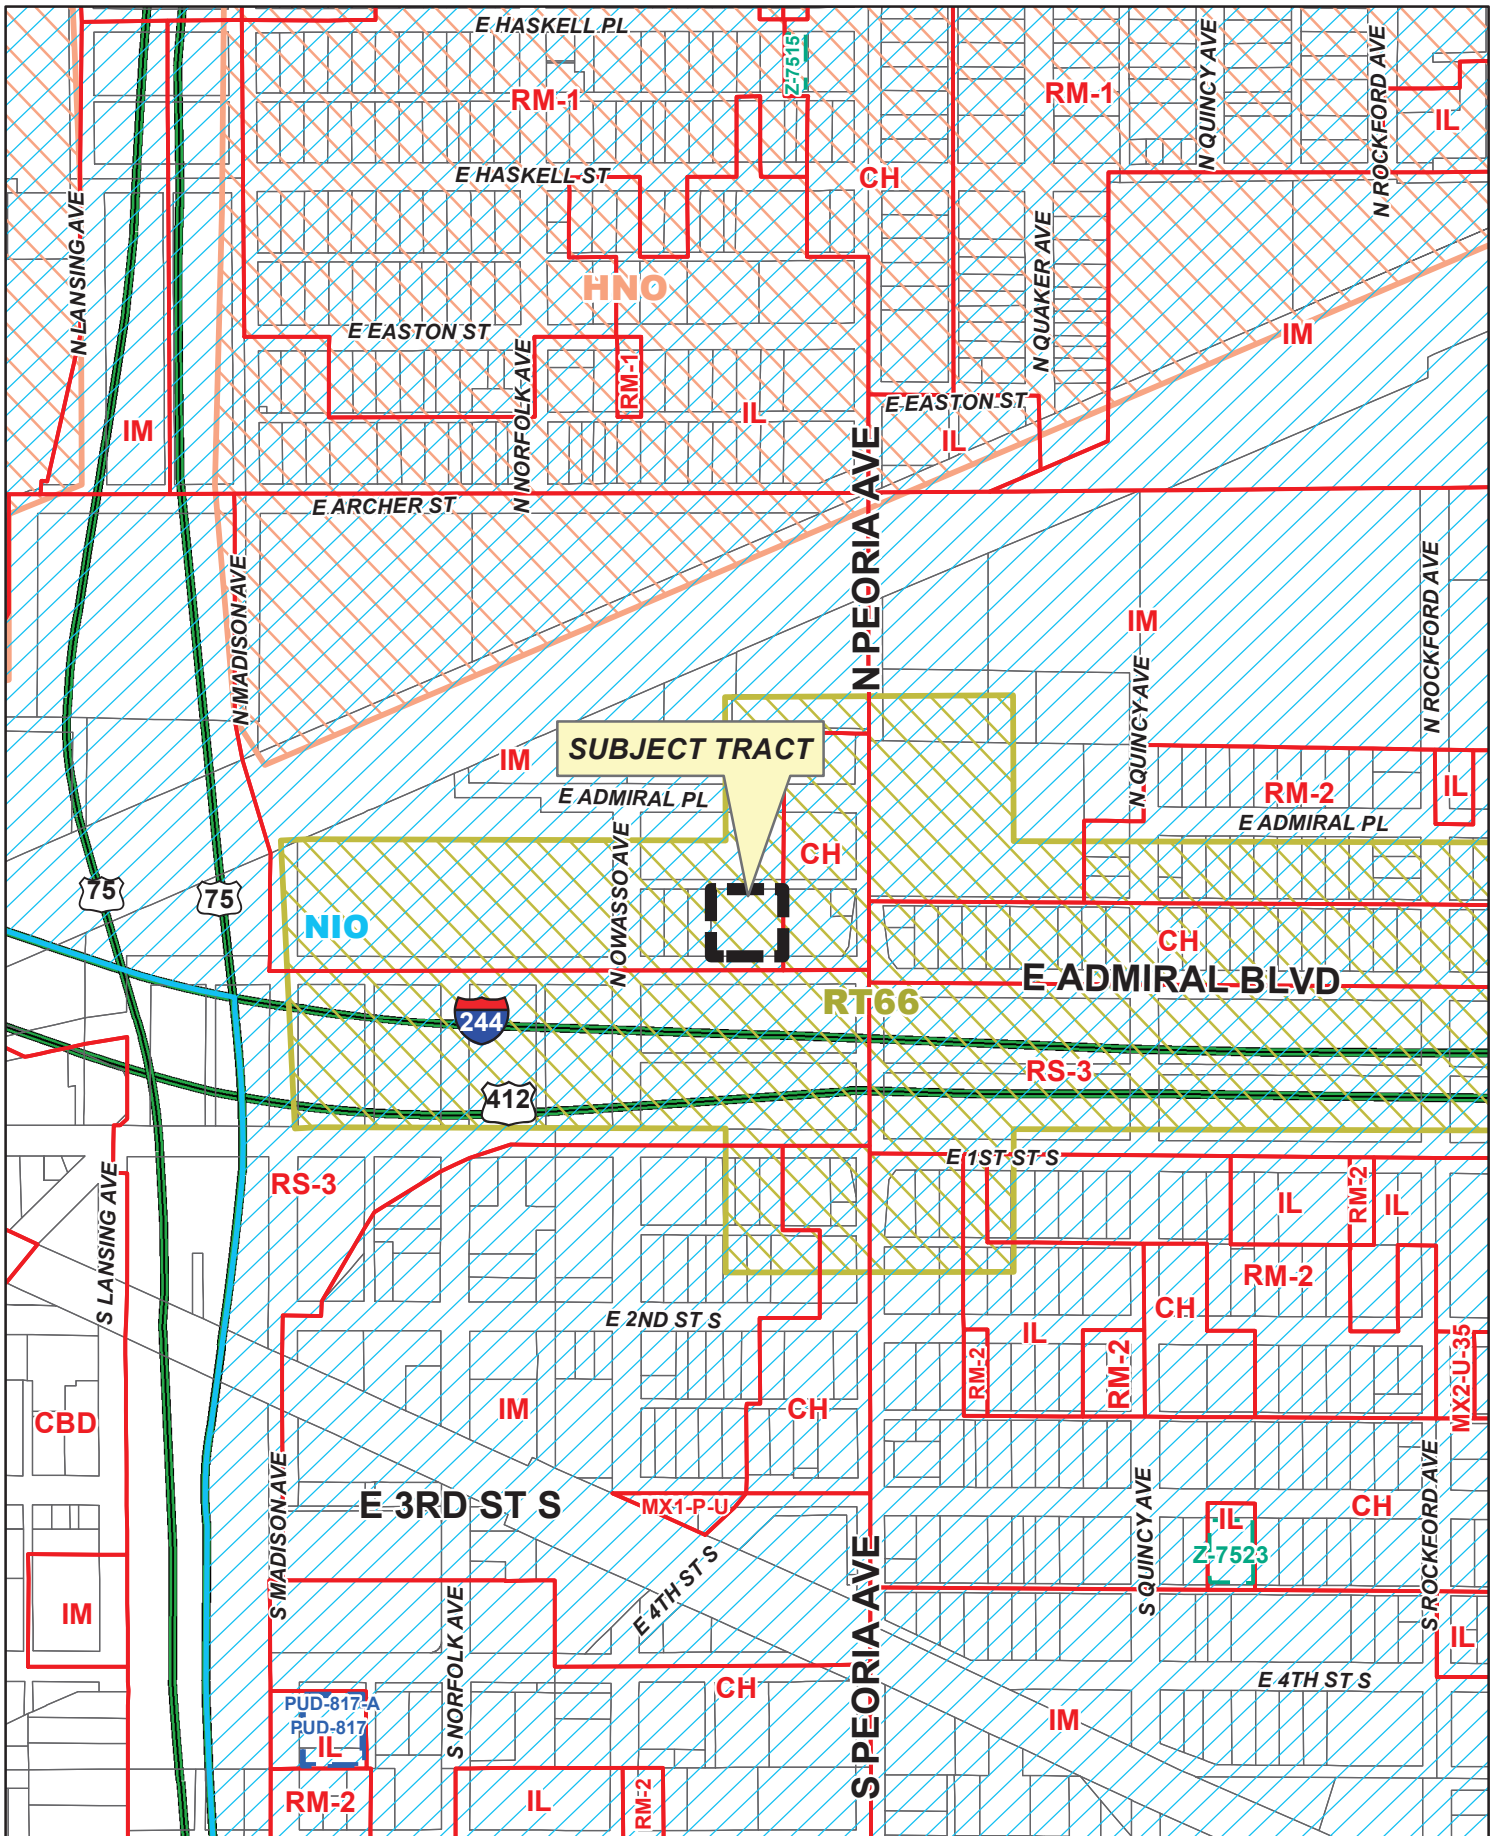 E HASKELL PL
Z-7515
RM-1
RM-1
N QUINCY AVE
N ROCKFORD AVE
IL
E HASKELL ST
CH
N LANSING AVE
HNO
N QUAKER AVE
E EASTON ST
IM
N NORFOLK AVE
RM-1
IL
E EASTON ST
IL
IM
E ARCHER ST
N PEORIA AVE
N MADISON AVE
IM
N ROCKFORD AVE
N QUINCY AVE
SUBJECT TRACT
IM
E ADMIRAL PL
RM-2
IL
E ADMIRAL PL
N OWASSO AVE
CH
75
75
NIO
CH
E ADMIRAL BLVD
RT66
244
RS-3
412
E 1ST ST S
RS-3
S LANSING AVE
IL
RM-2
IL
RM-2
E 2ND ST S
CH
IL
RM-2
RM-2
MX2-U-35
CBD
IM
CH
S MADISON AVE
E 3RD ST S
MX1-P-U
S QUINCY AVE
IL
Z-7523
CH
S ROCKFORD AVE
E 4TH ST S
S PEORIA AVE
IM
IL
S NORFOLK AVE
E 4TH ST S
CH
PUD-817-A
PUD-817
IL
IM
RM-2
IL
RM-2